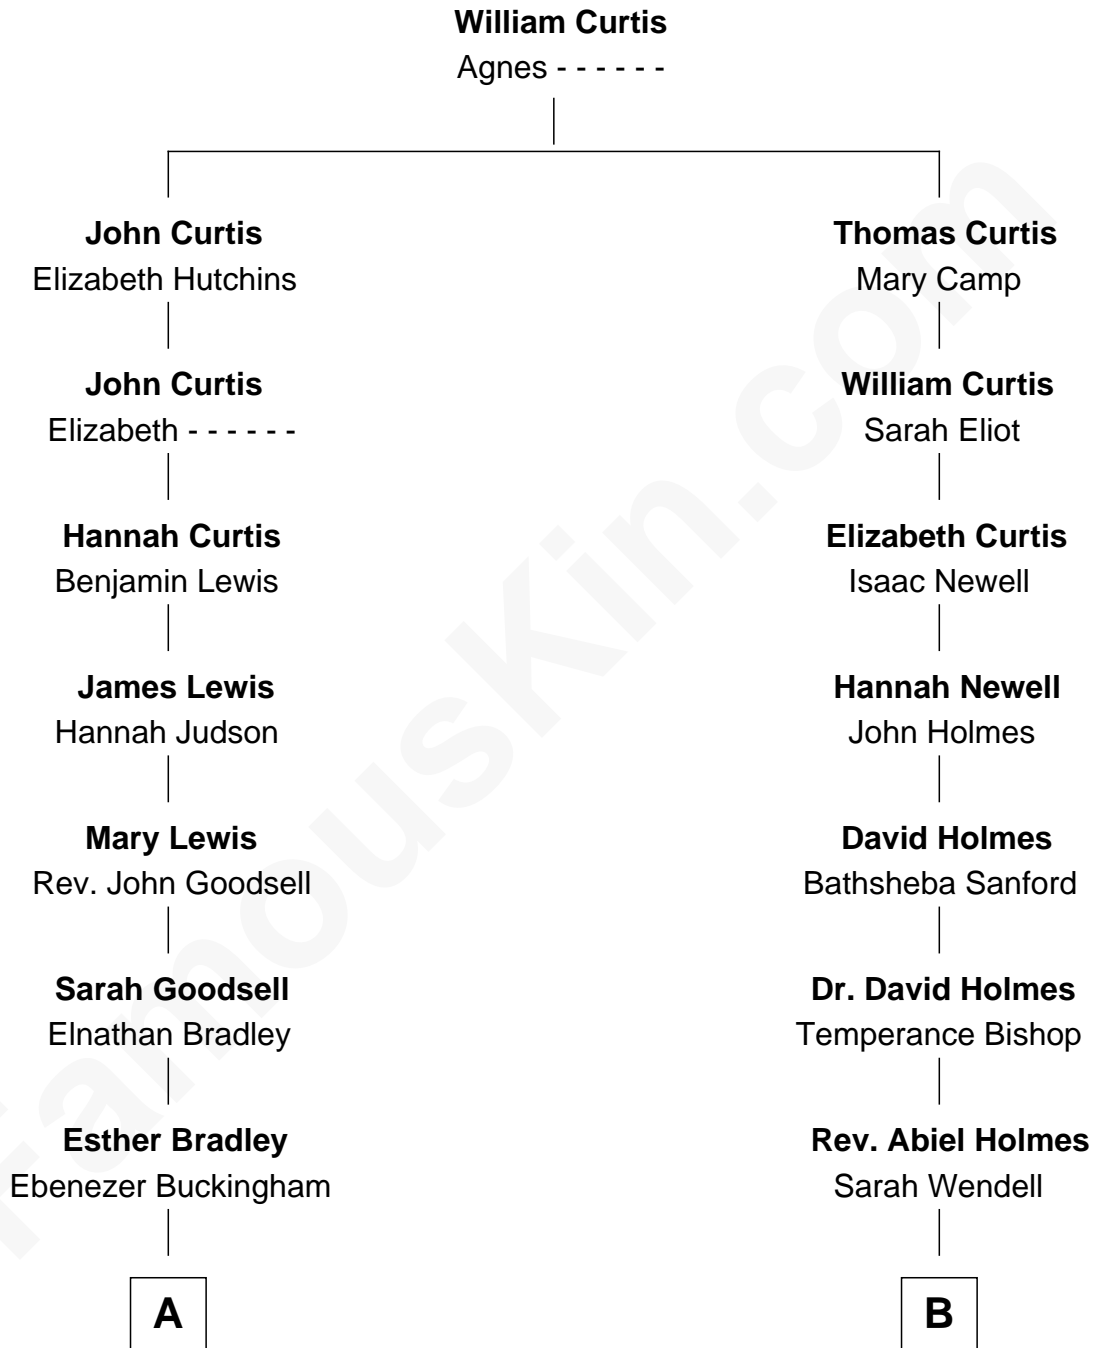 William Curtis
Agnes - - - - - -
John Curtis
Elizabeth Hutchins
John Curtis
Elizabeth - - - - - -
Hannah Curtis
Benjamin Lewis
James Lewis
Hannah Judson
Mary Lewis
Rev. John Goodsell
Sarah Goodsell
Elnathan Bradley
Esther Bradley
Ebenezer Buckingham
A
Thomas Curtis
Mary Camp
William Curtis
Sarah Eliot
Elizabeth Curtis
Isaac Newell
Hannah Newell
John Holmes
David Holmes
Bathsheba Sanford
Dr. David Holmes
Temperance Bishop
Rev. Abiel Holmes
Sarah Wendell
B
FamousKin.com